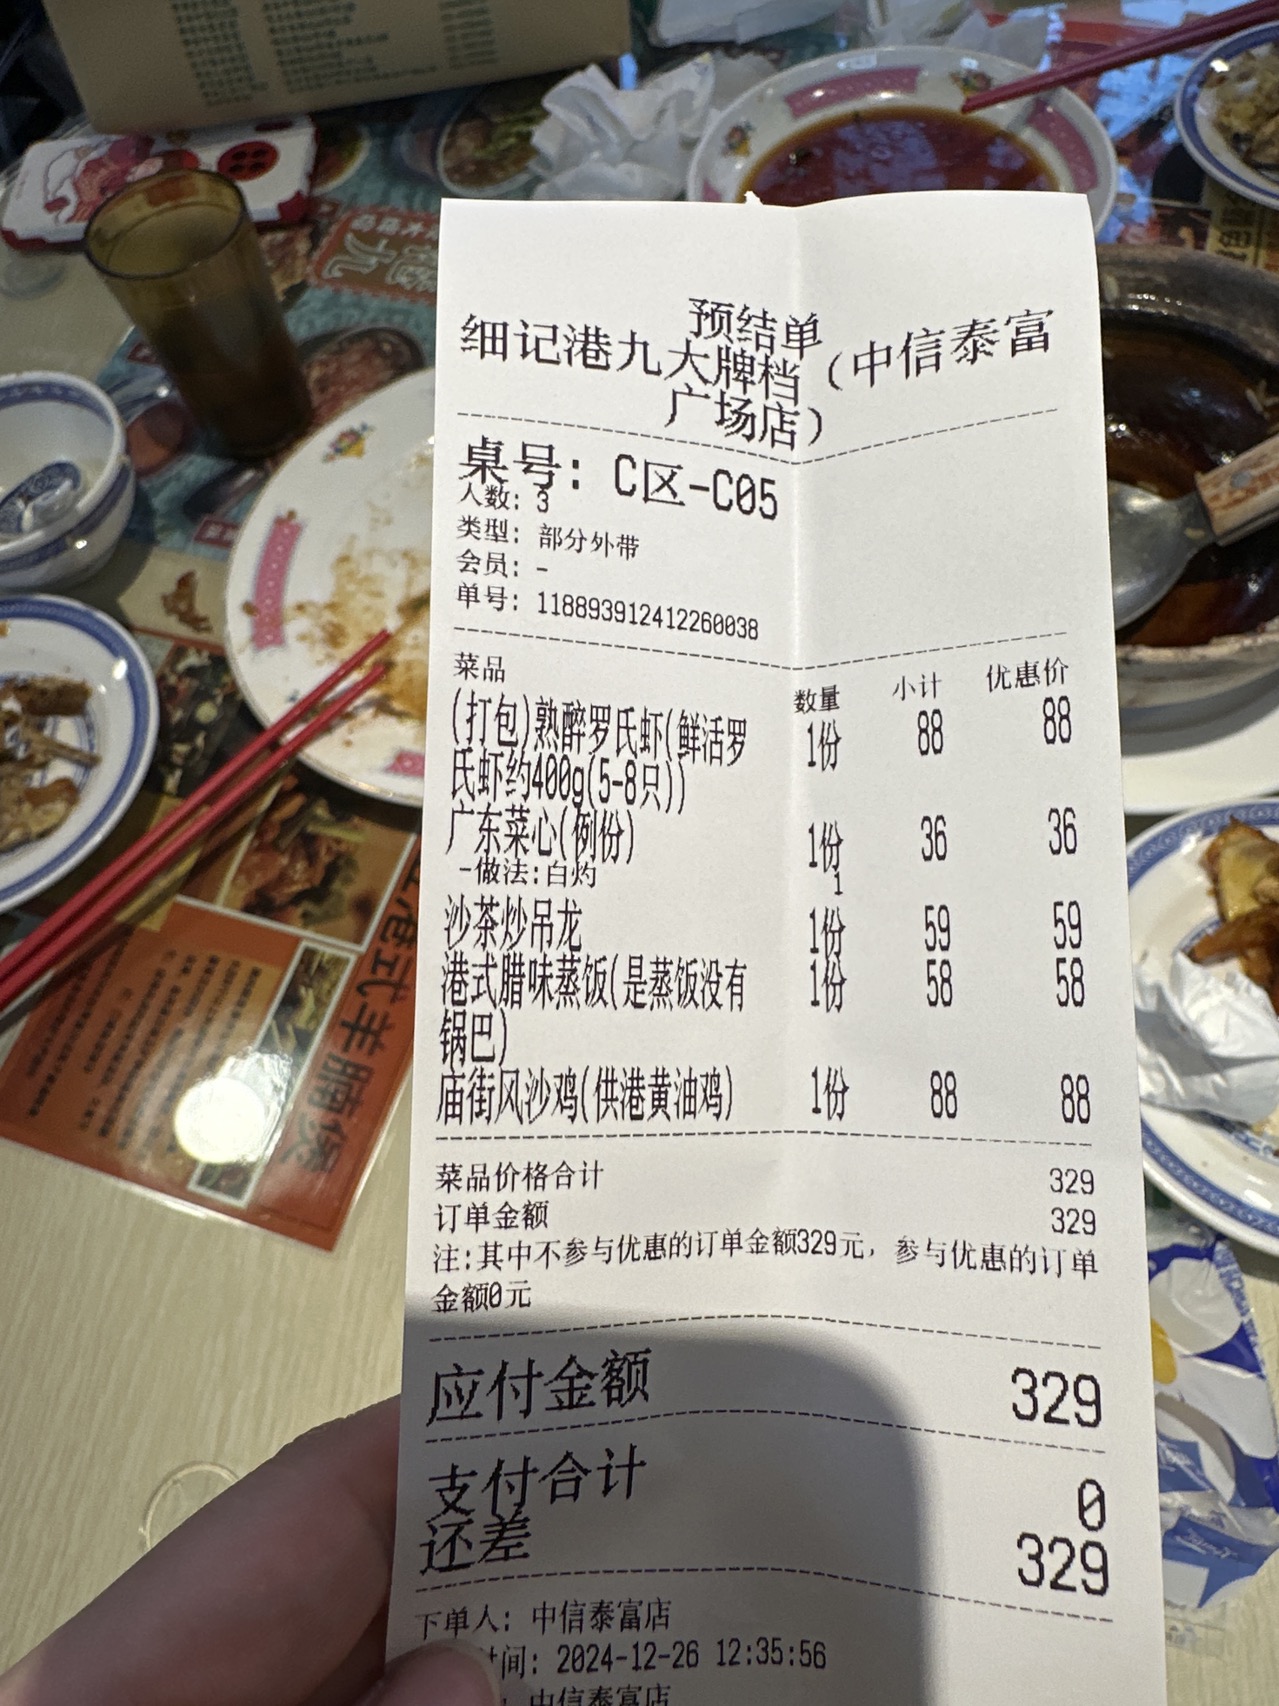 预结单
细记港九大牌档（中信泰富
广场店）
桌号: C区-C05
人数: 3
类型: 部分外带
会员: -
单号: 118893912412260038
菜品 数量 小计 优惠价
(打包)熟醉罗氏虾(鲜活罗 1份 88 88
氏虾约400g(5-8只))
广东菜心(例份) 1份 36 36
-做法:白灼 1
沙茶炒吊龙 1份 59 59
港式腊味蒸饭(是蒸饭没有 1份 58 58
锅巴)
庙街风沙鸡(供港黄油鸡) 1份 88 88
菜品价格合计 329
订单金额 329
注:其中不参与优惠的订单金额329元, 参与优惠的订单
金额0元
应付金额 329
支付合计 0
还差 329
下单人: 中信泰富店
时间: 2024-12-26 12:35:56
中信泰富店
港式羊腩煲